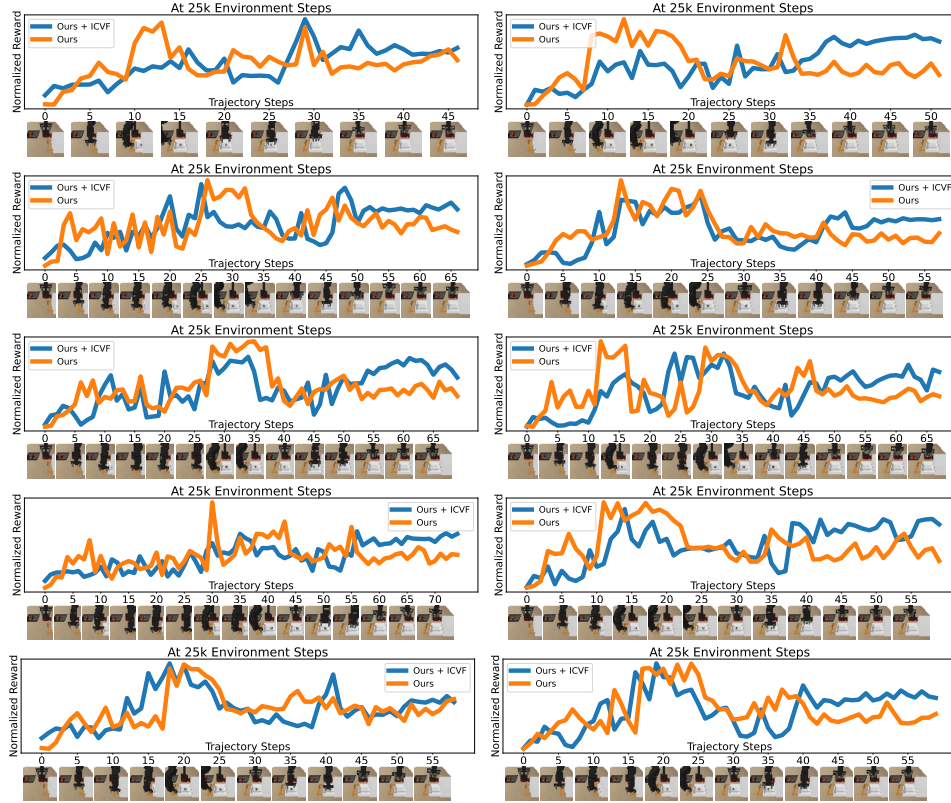 At 25k Environment Steps
Normalized Reward
Ours + ICVF
Ours
Trajectory Steps
0 5 10 15 20 25 30 35 40 45
At 25k Environment Steps
Normalized Reward
Ours + ICVF
Ours
Trajectory Steps
0 5 10 15 20 25 30 35 40 45 50
At 25k Environment Steps
Normalized Reward
Ours + ICVF
Ours
Trajectory Steps
0 5 10 15 20 25 30 35 40 45 50 55 60 65
At 25k Environment Steps
Normalized Reward
Ours + ICVF
Ours
Trajectory Steps
0 5 10 15 20 25 30 35 40 45 50 55
At 25k Environment Steps
Normalized Reward
Ours + ICVF
Ours
Trajectory Steps
0 5 10 15 20 25 30 35 40 45 50 55 60 65
At 25k Environment Steps
Normalized Reward
Ours + ICVF
Ours
Trajectory Steps
0 5 10 15 20 25 30 35 40 45 50 55 60 65
At 25k Environment Steps
Normalized Reward
Ours + ICVF
Ours
Trajectory Steps
0 5 10 15 20 25 30 35 40 45 50 55 60 65 70
At 25k Environment Steps
Normalized Reward
Ours + ICVF
Ours
Trajectory Steps
0 5 10 15 20 25 30 35 40 45 50 55
At 25k Environment Steps
Normalized Reward
Ours + ICVF
Ours
Trajectory Steps
0 5 10 15 20 25 30 35 40 45 50 55
At 25k Environment Steps
Normalized Reward
Ours + ICVF
Ours
Trajectory Steps
0 5 10 15 20 25 30 35 40 45 50 55